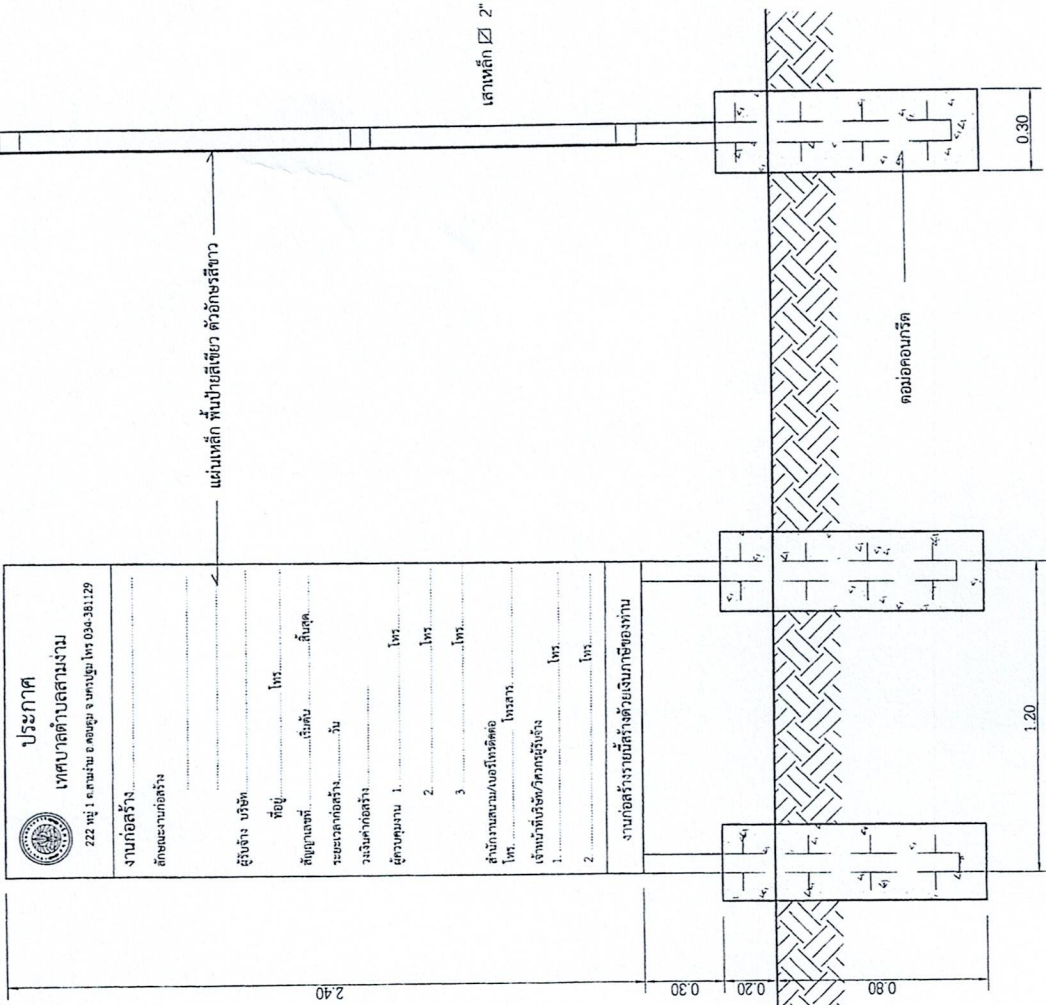 ประกาศ
เทศบาลตำบลสามง่าม
222 หมู่ 1 ต.สามง่าม อ.ดอนตูม จ.นครปฐม โทร 034-381129
งานก่อสร้าง
ลักษณะงานก่อสร้าง
ผู้รับจ้าง บริษัท
ที่อยู่ โทร.
สัญญาเลขที่ เริ่มต้น สิ้นสุด
ระยะเวลาก่อสร้าง วัน
วงเงินค่าก่อสร้าง
ผู้ควบคุมงาน 1. โทร.
2. โทร.
3 โทร.
สำนักงานสนาม/เบอร์โทรติดต่อ
โทร. โทรสาร
เจ้าหน้าที่บริษัท/วิศวกรผู้รับจ้าง
1. โทร.
2 โทร.
งานก่อสร้างรายนี้สร้างด้วยเงินภาษีของท่าน
แผ่นเหล็ก พื้นป้ายสีเขียว ตัวอักษรสีขาว
เสาเหล็ก 2"
ตอม่อคอนกรีต
2.40
0.30
0.20
0.80
1.20
0.30